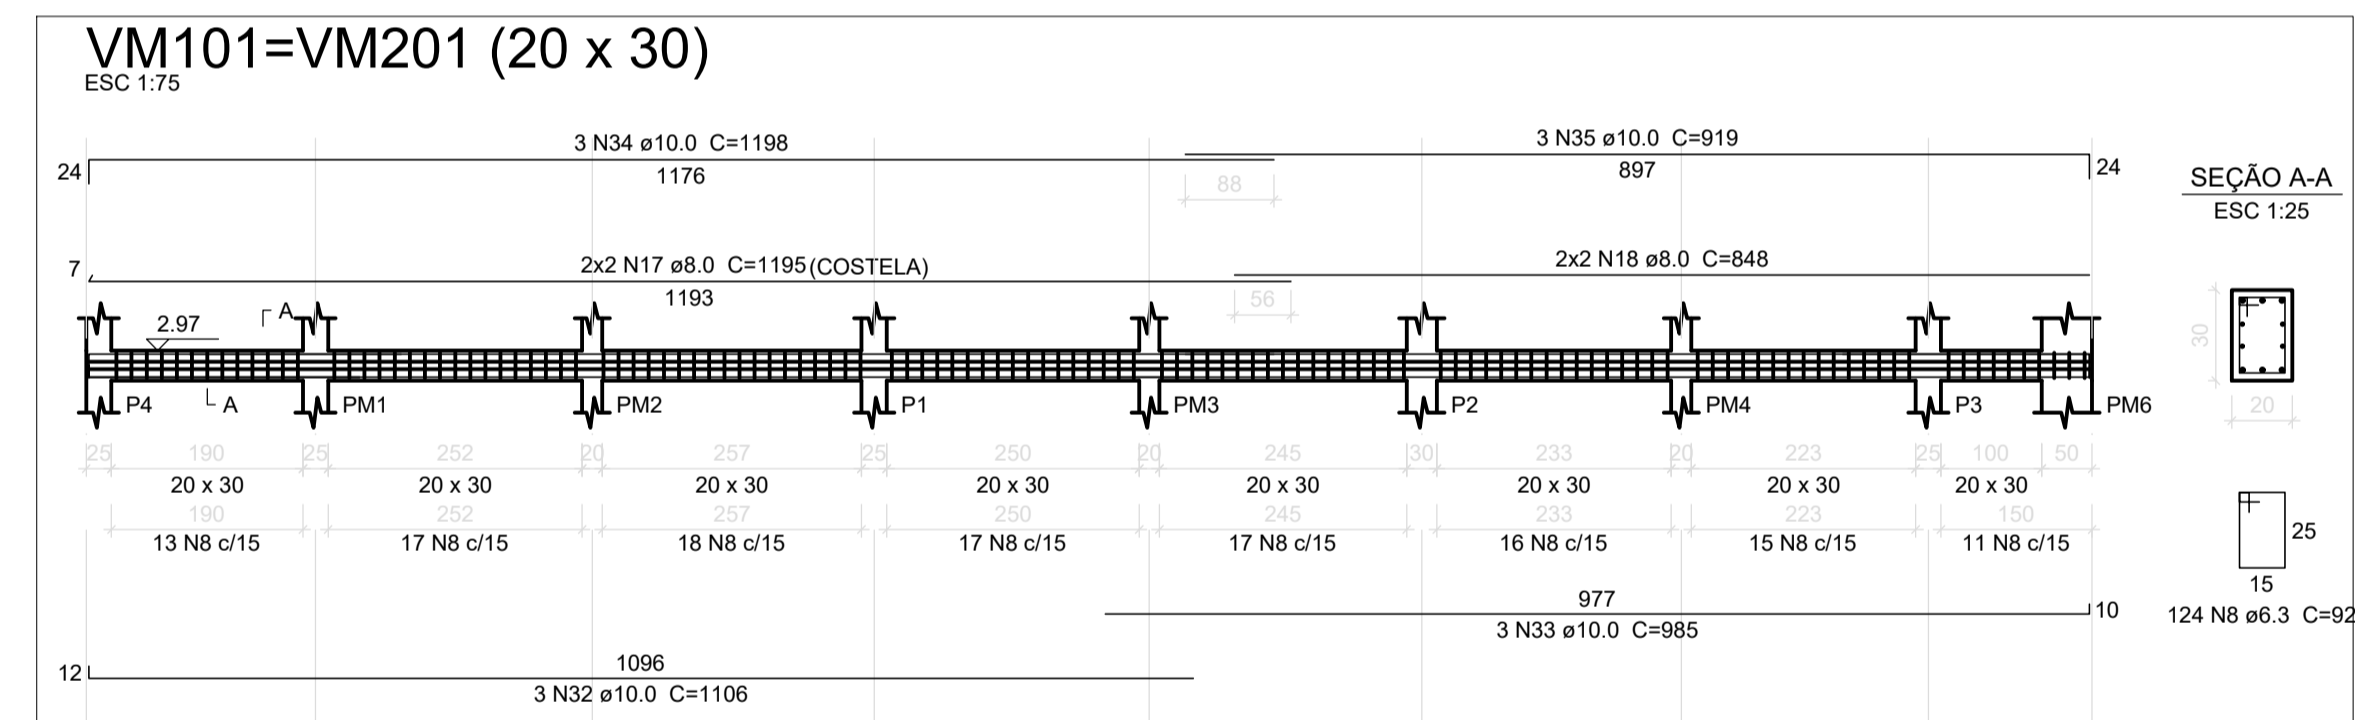 VM101=VM201 (20 x 30)
ESC 1:75
3 N34 ø10.0 C=1198
3 N35 ø10.0 C=919
24
1176
897
24
88
SEÇÃO A-A
ESC 1:25
7
2x2 N17 ø8.0 C=1195(COSTELA)
2x2 N18 ø8.0 C=848
1193
56
2.97
A
A
P4
PM1
PM2
P1
PM3
P2
PM4
P3
PM6
30
20
25 190 25 252 20 257 25 250 20 245 30 233 20 223 25 100 50
20 x 30 20 x 30 20 x 30 20 x 30 20 x 30 20 x 30 20 x 30 20 x 30
190 252 257 250 245 233 223 150
13 N8 c/15 17 N8 c/15 18 N8 c/15 17 N8 c/15 17 N8 c/15 16 N8 c/15 15 N8 c/15 11 N8 c/15
25
15
124 N8 ø6.3 C=92
977
10
3 N33 ø10.0 C=985
12
1096
3 N32 ø10.0 C=1106